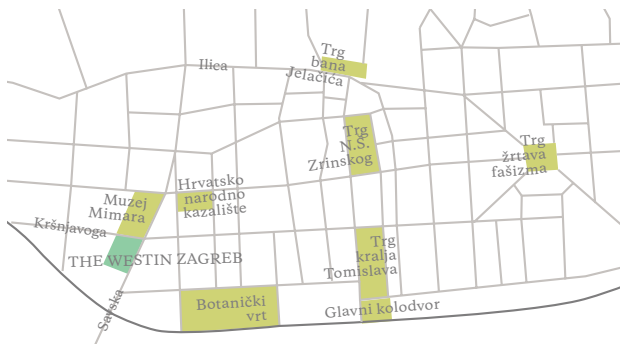 Trg
bana
Jelačića
Ilica
Trg
N.Š.
Zrinskog
Trg
žrtava
fašizma
Hrvatsko
narodno
kazalište
Muzej
Mimara
Kršnjavoga
THE WESTIN ZAGREB
Trg
kralja
Tomislava
Botanički
vrt
Glavni kolodvor
Savska